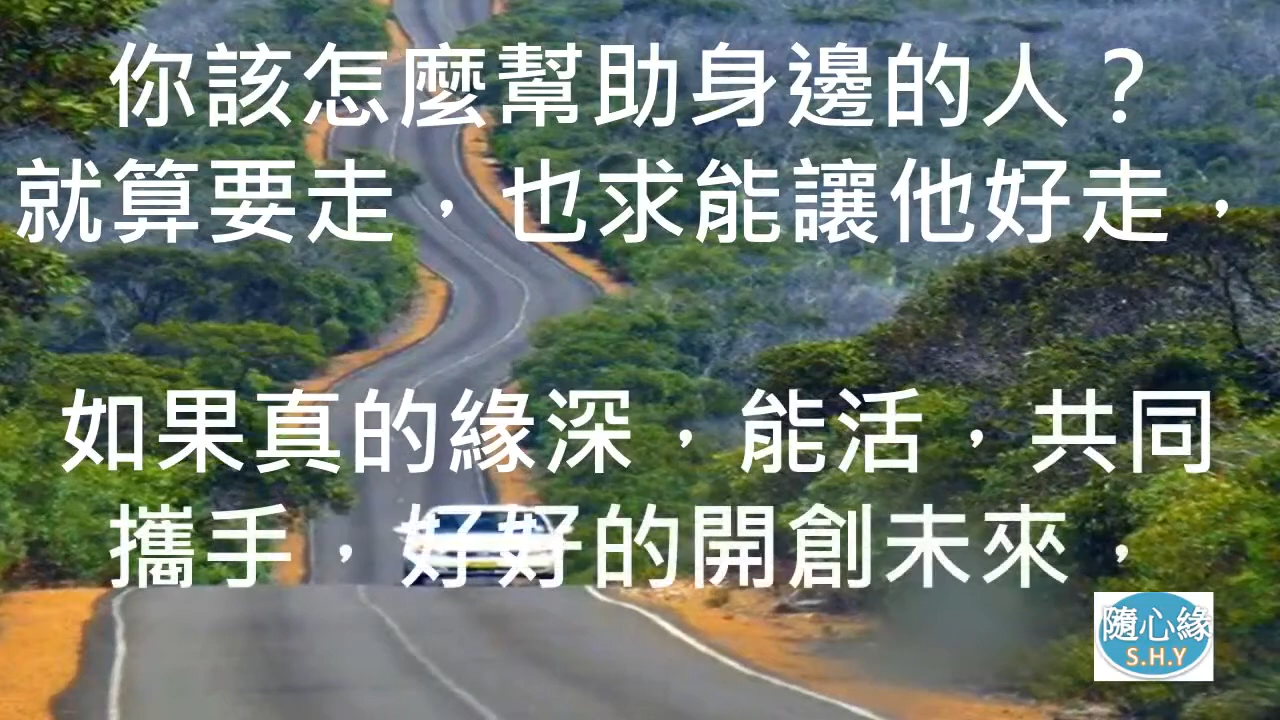 你該怎麼幫助身邊的人？
就算要走，也求能讓他好走，
如果真的緣深，能活，共同
攜手，好好的開創未來，
隨心緣
S.H.Y